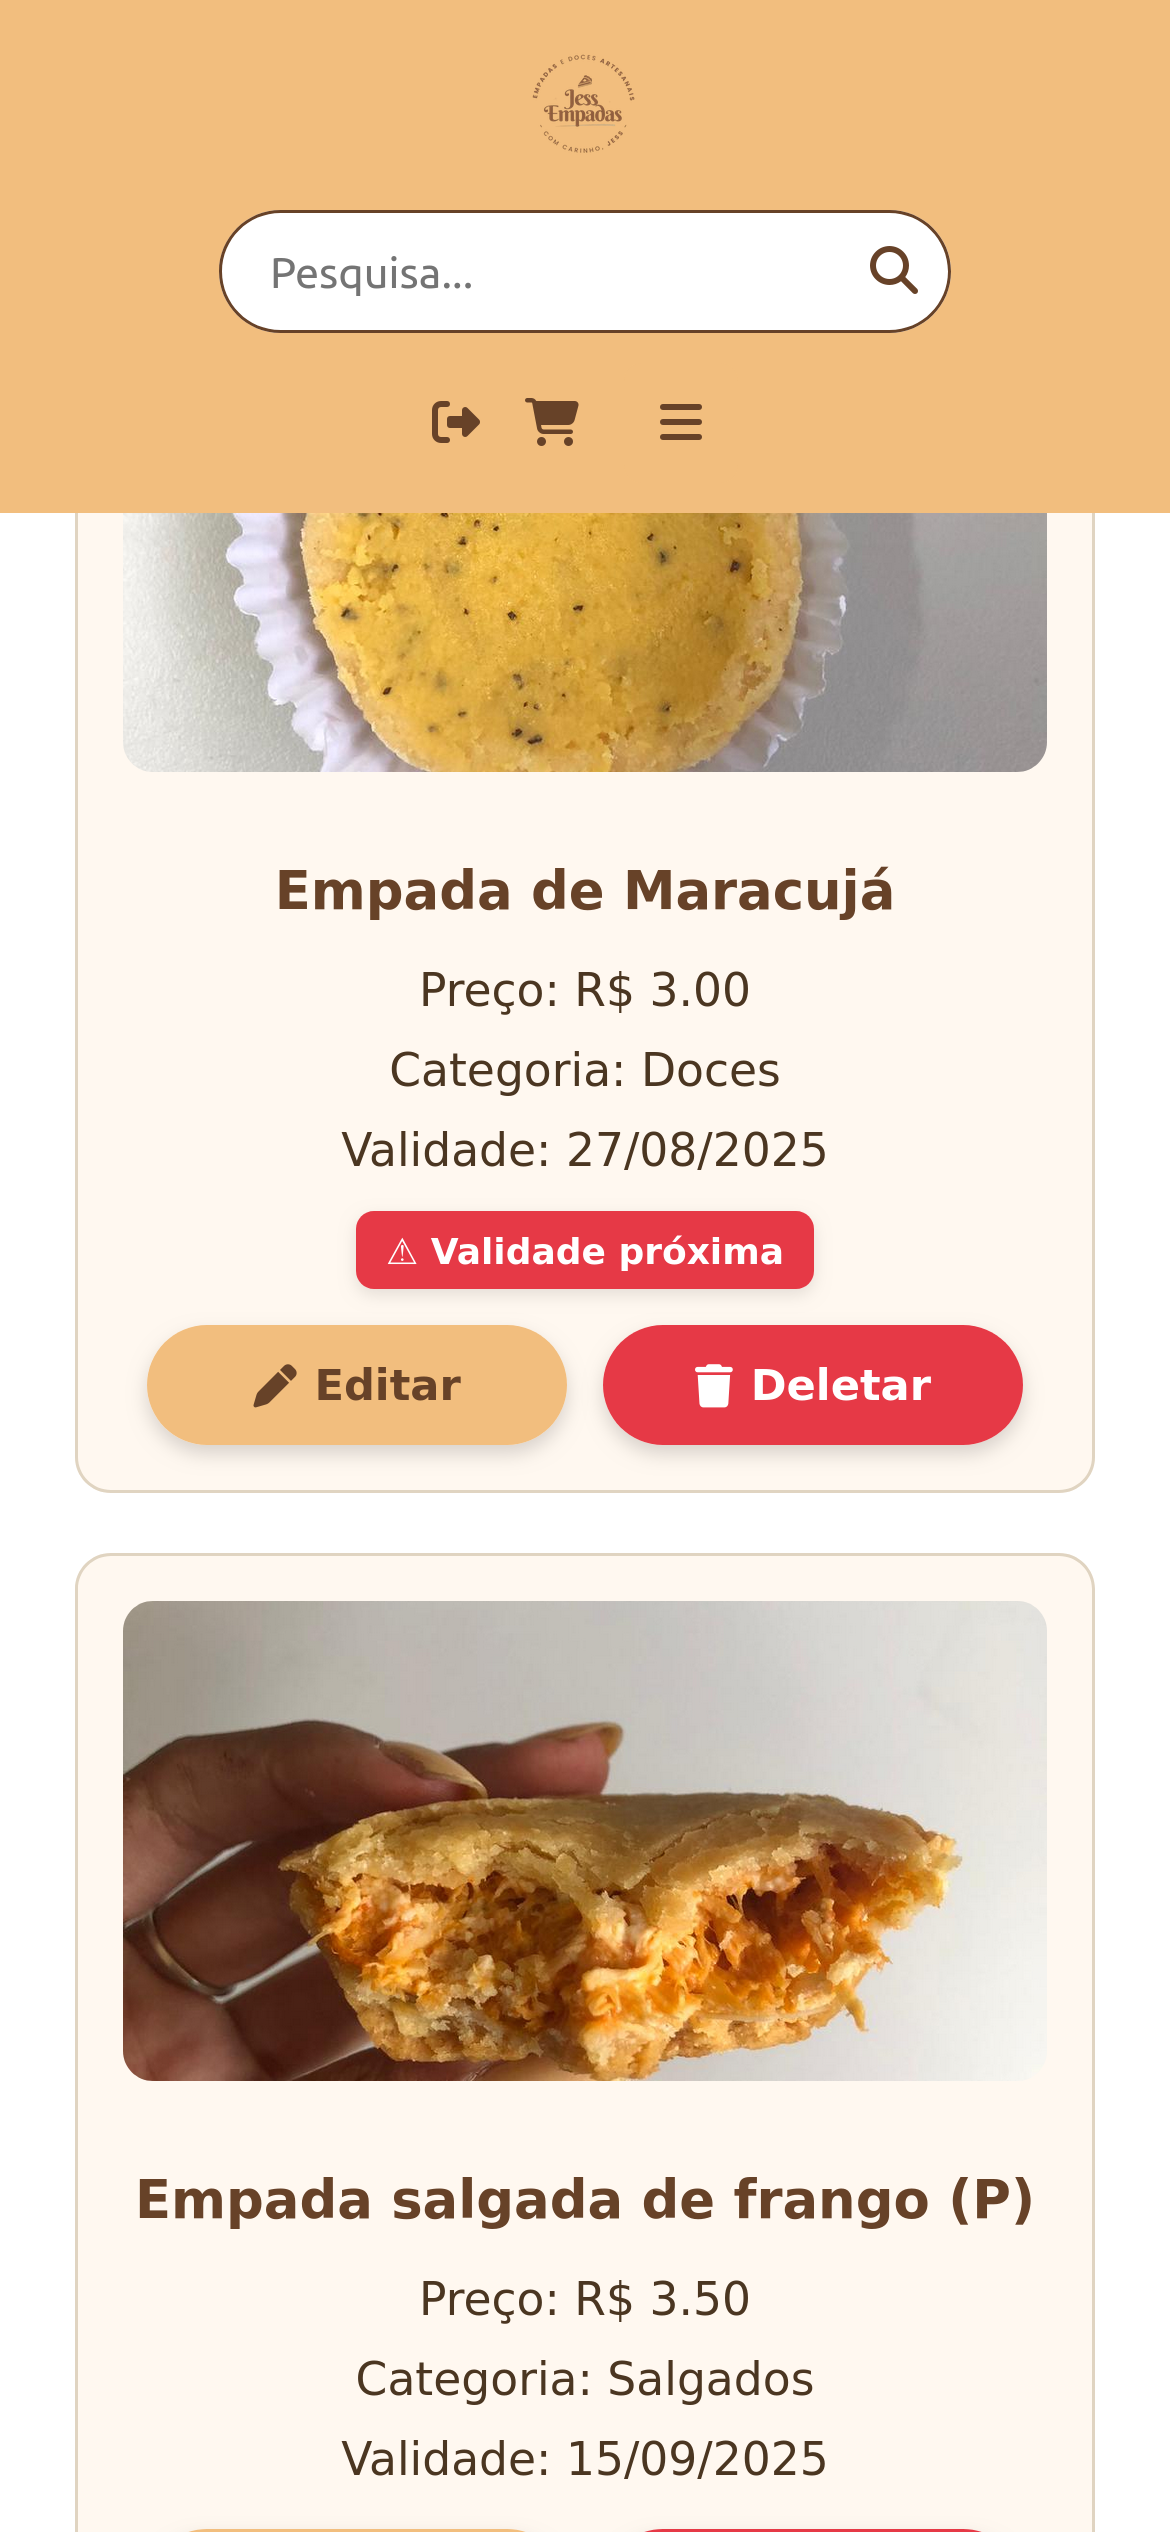 EMPADAS E DOCES ARTESANAIS
Jess
Empadas
COM CARINHO, JESS
Pesquisa...
Empada de Maracujá
Preço: R$ 3.00
Categoria: Doces
Validade: 27/08/2025
⚠ Validade próxima
Editar
Deletar
Empada salgada de frango (P)
Preço: R$ 3.50
Categoria: Salgados
Validade: 15/09/2025